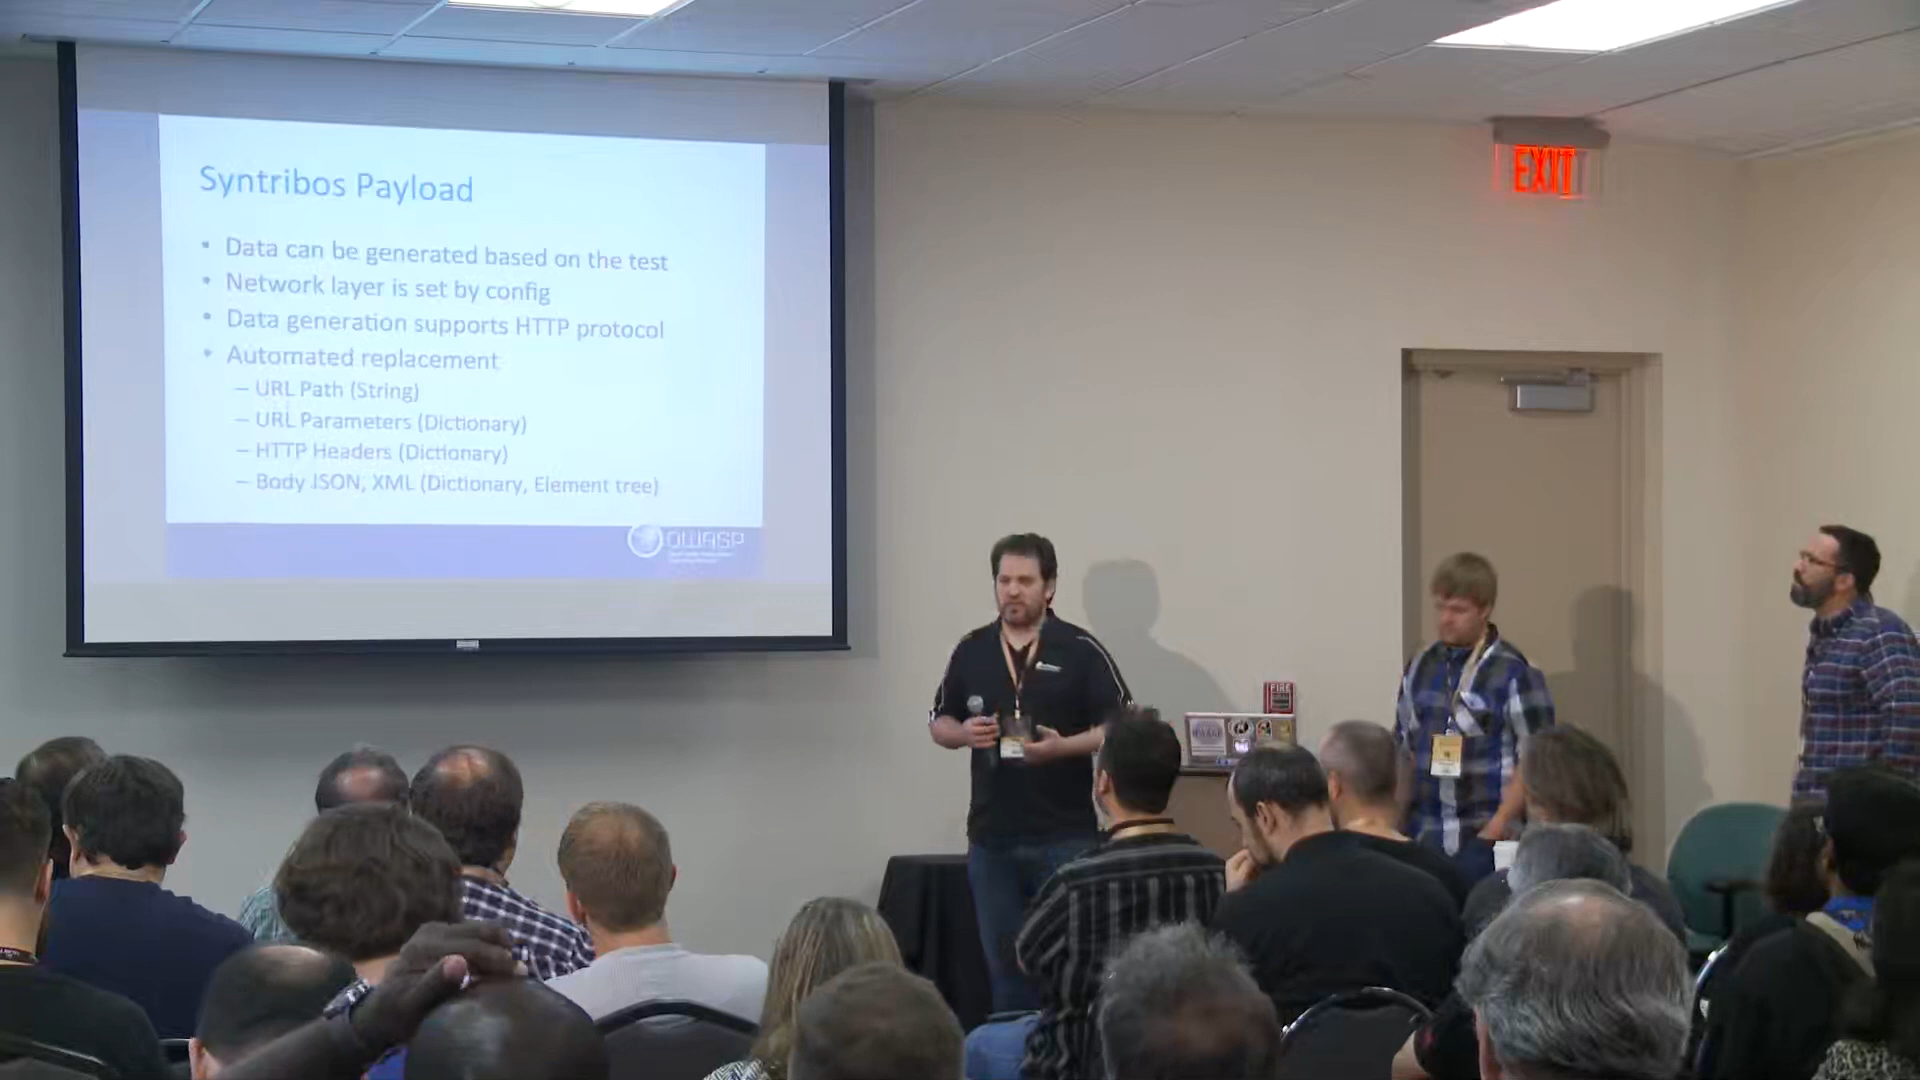 Syntribos Payload
• Data can be generated based on the test
• Network layer is set by config
• Data generation supports HTTP protocol
• Automated replacement
– URL Path (String)
– URL Parameters (Dictionary)
– HTTP Headers (Dictionary)
– Body JSON, XML (Dictionary, Element tree)
OWASP
EXIT
FIRE